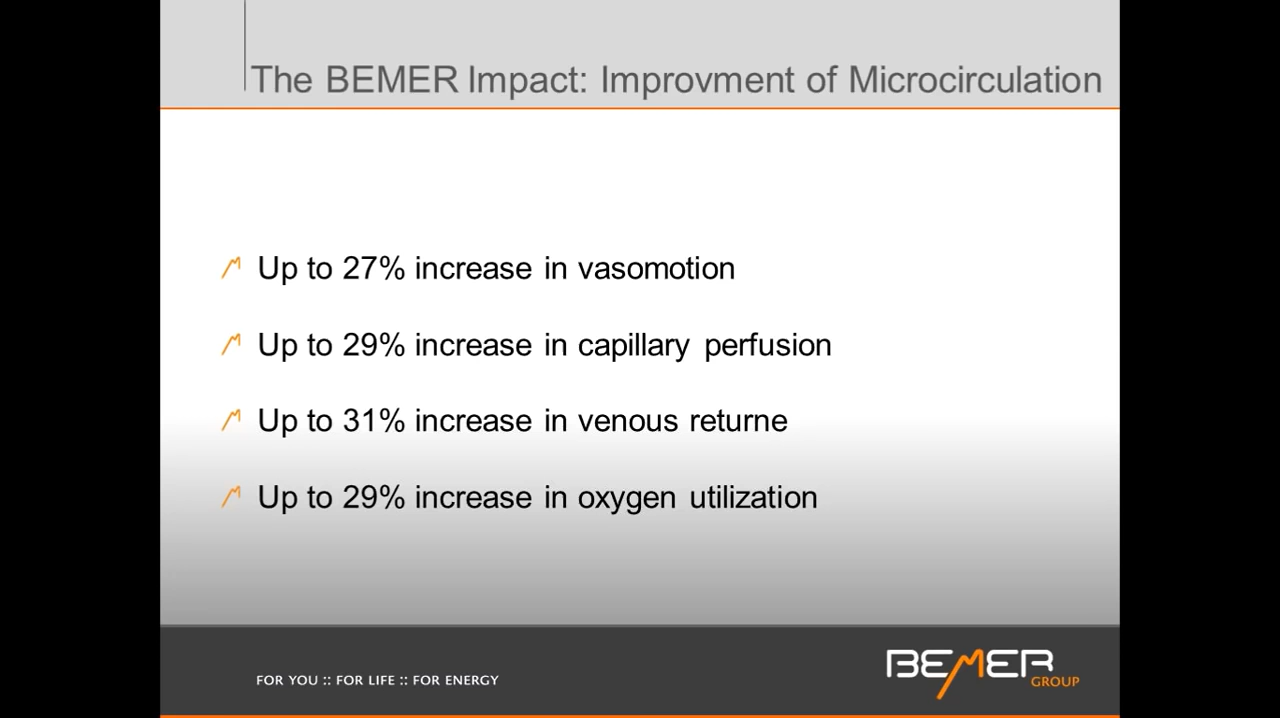 The BEMER Impact: Improvment of Microcirculation
Up to 27% increase in vasomotion
Up to 29% increase in capillary perfusion
Up to 31% increase in venous returne
Up to 29% increase in oxygen utilization
FOR YOU :: FOR LIFE :: FOR ENERGY
BEMER
GROUP